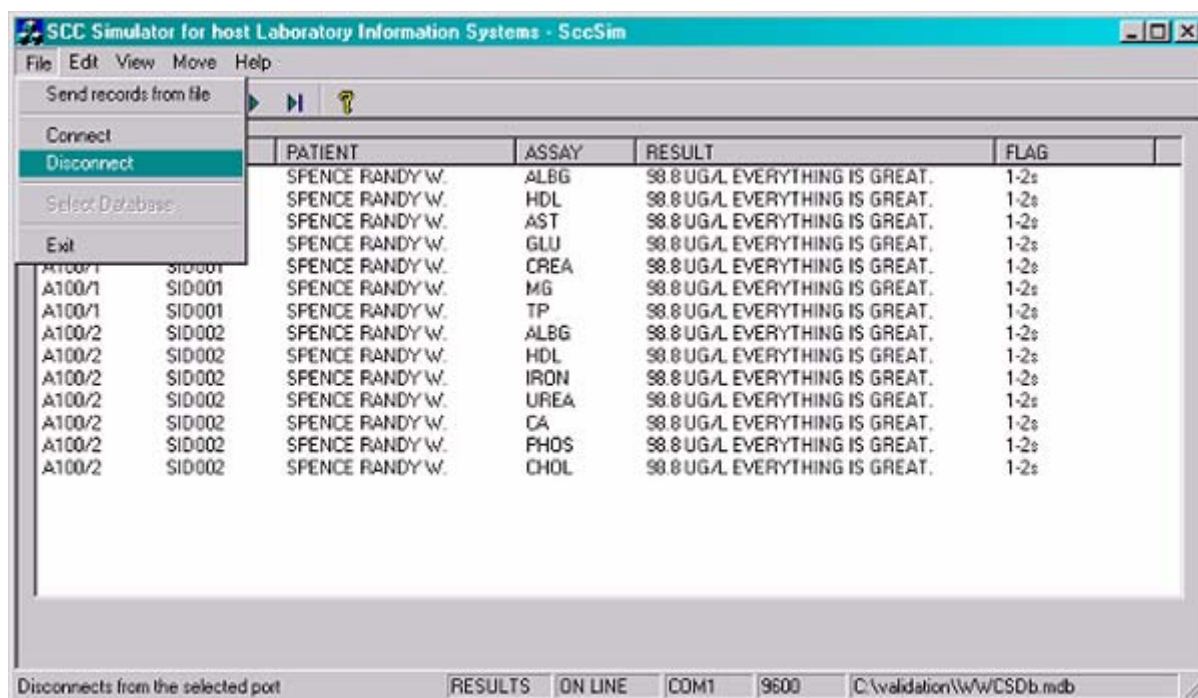 SCC Simulator for host Laboratory Information Systems - SccSim
File Edit View Move Help
Send records from file
Connect
Disconnect
Select Database
Exit
PATIENT ASSAY RESULT FLAG
SPENCE RANDY W. ALBG 98.8 UG/L EVERYTHING IS GREAT. 1-2s
SPENCE RANDY W. HDL 98.8 UG/L EVERYTHING IS GREAT. 1-2s
SPENCE RANDY W. AST 98.8 UG/L EVERYTHING IS GREAT. 1-2s
SPENCE RANDY W. GLU 98.8 UG/L EVERYTHING IS GREAT. 1-2s
A100/1 SID001 SPENCE RANDY W. CREA 98.8 UG/L EVERYTHING IS GREAT. 1-2s
A100/1 SID001 SPENCE RANDY W. MG 98.8 UG/L EVERYTHING IS GREAT. 1-2s
A100/1 SID001 SPENCE RANDY W. TP 98.8 UG/L EVERYTHING IS GREAT. 1-2s
A100/2 SID002 SPENCE RANDY W. ALBG 98.8 UG/L EVERYTHING IS GREAT. 1-2s
A100/2 SID002 SPENCE RANDY W. HDL 98.8 UG/L EVERYTHING IS GREAT. 1-2s
A100/2 SID002 SPENCE RANDY W. IRON 98.8 UG/L EVERYTHING IS GREAT. 1-2s
A100/2 SID002 SPENCE RANDY W. UREA 98.8 UG/L EVERYTHING IS GREAT. 1-2s
A100/2 SID002 SPENCE RANDY W. CA 98.8 UG/L EVERYTHING IS GREAT. 1-2s
A100/2 SID002 SPENCE RANDY W. PHOS 98.8 UG/L EVERYTHING IS GREAT. 1-2s
A100/2 SID002 SPENCE RANDY W. CHOL 98.8 UG/L EVERYTHING IS GREAT. 1-2s
Disconnects from the selected port RESULTS ON LINE COM1 9600